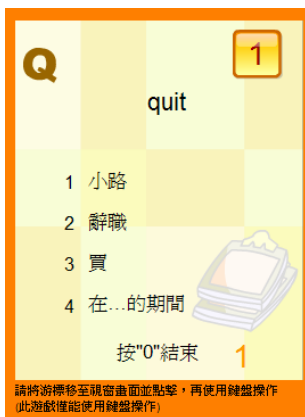 Q
1
quit
1 小路
2 辭職
3 買
4 在…的期間
按"0"結束 1
請將游標移至視窗畫面並點擊，再使用鍵盤操作
(此遊戲僅能使用鍵盤操作)